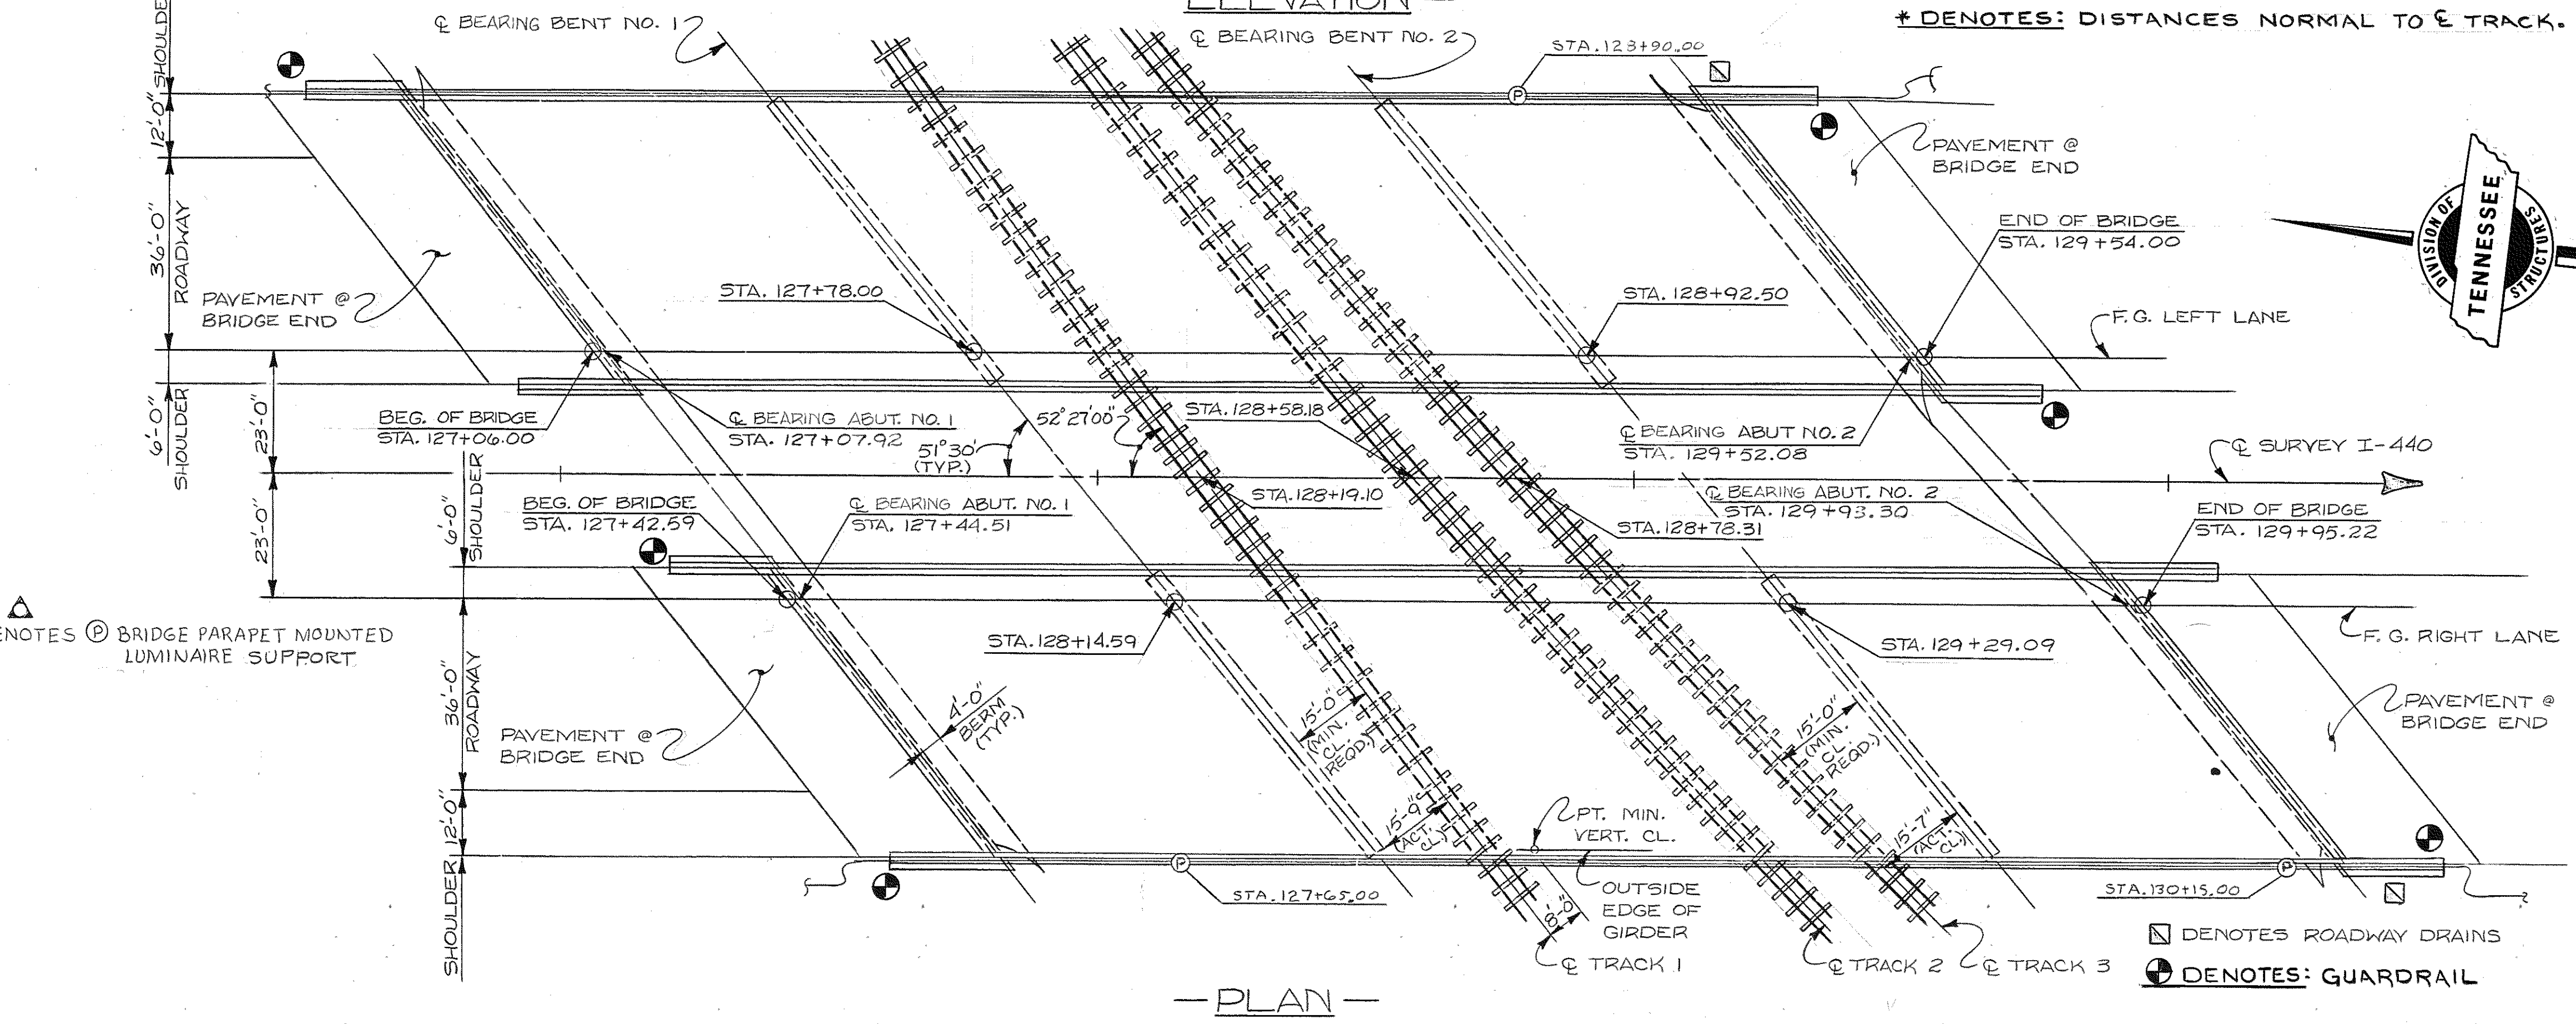 ELEVATION
* DENOTES: DISTANCES NORMAL TO ℄ TRACK.
℄ BEARING BENT NO. 1
℄ BEARING BENT NO. 2
STA. 123+90.00
P
12'-0" SHOULDER
36'-0"
ROADWAY
6'-0"
SHOULDER
23'-0"
23'-0"
PAVEMENT @
BRIDGE END
PAVEMENT @
BRIDGE END
DIVISION OF
TENNESSEE
STRUCTURES
END OF BRIDGE
STA. 129+54.00
STA. 127+78.00
STA. 128+92.50
F.G. LEFT LANE
BEG. OF BRIDGE
STA. 127+06.00
℄ BEARING ABUT. NO. 1
STA. 127+07.92
51°30'
(TYP.)
52°27'00"
STA. 128+58.18
℄ BEARING ABUT NO. 2
STA. 129+52.08
℄ SURVEY I-440
BEG. OF BRIDGE
STA. 127+42.59
℄ BEARING ABUT. NO. 1
STA. 127+44.51
STA. 128+19.10
℄ BEARING ABUT. NO. 2
STA. 129+93.30
STA. 128+78.31
END OF BRIDGE
STA. 129+95.22
6'-0"
SHOULDER
36'-0"
ROADWAY
SHOULDER 12'-0"
ENOTES Ⓟ BRIDGE PARAPET MOUNTED
LUMINAIRE SUPPORT
STA. 128+14.59
STA. 129+29.09
F.G. RIGHT LANE
PAVEMENT @
BRIDGE END
4'-0"
BERM
(TYP.)
15'-0"
(MIN.
CL.
REQD.)
15'-0"
(MIN.
CL.
REQD.)
PAVEMENT @
BRIDGE END
15'-9"
(ACT.
CL.)
PT. MIN.
VERT. CL.
15'-7"
(ACT.
CL.)
P
P
STA. 127+65.00
OUTSIDE
EDGE OF
GIRDER
8'-0"
STA. 130+15.00
℄ TRACK 1
℄ TRACK 2
℄ TRACK 3
DENOTES ROADWAY DRAINS
DENOTES: GUARDRAIL
— PLAN —